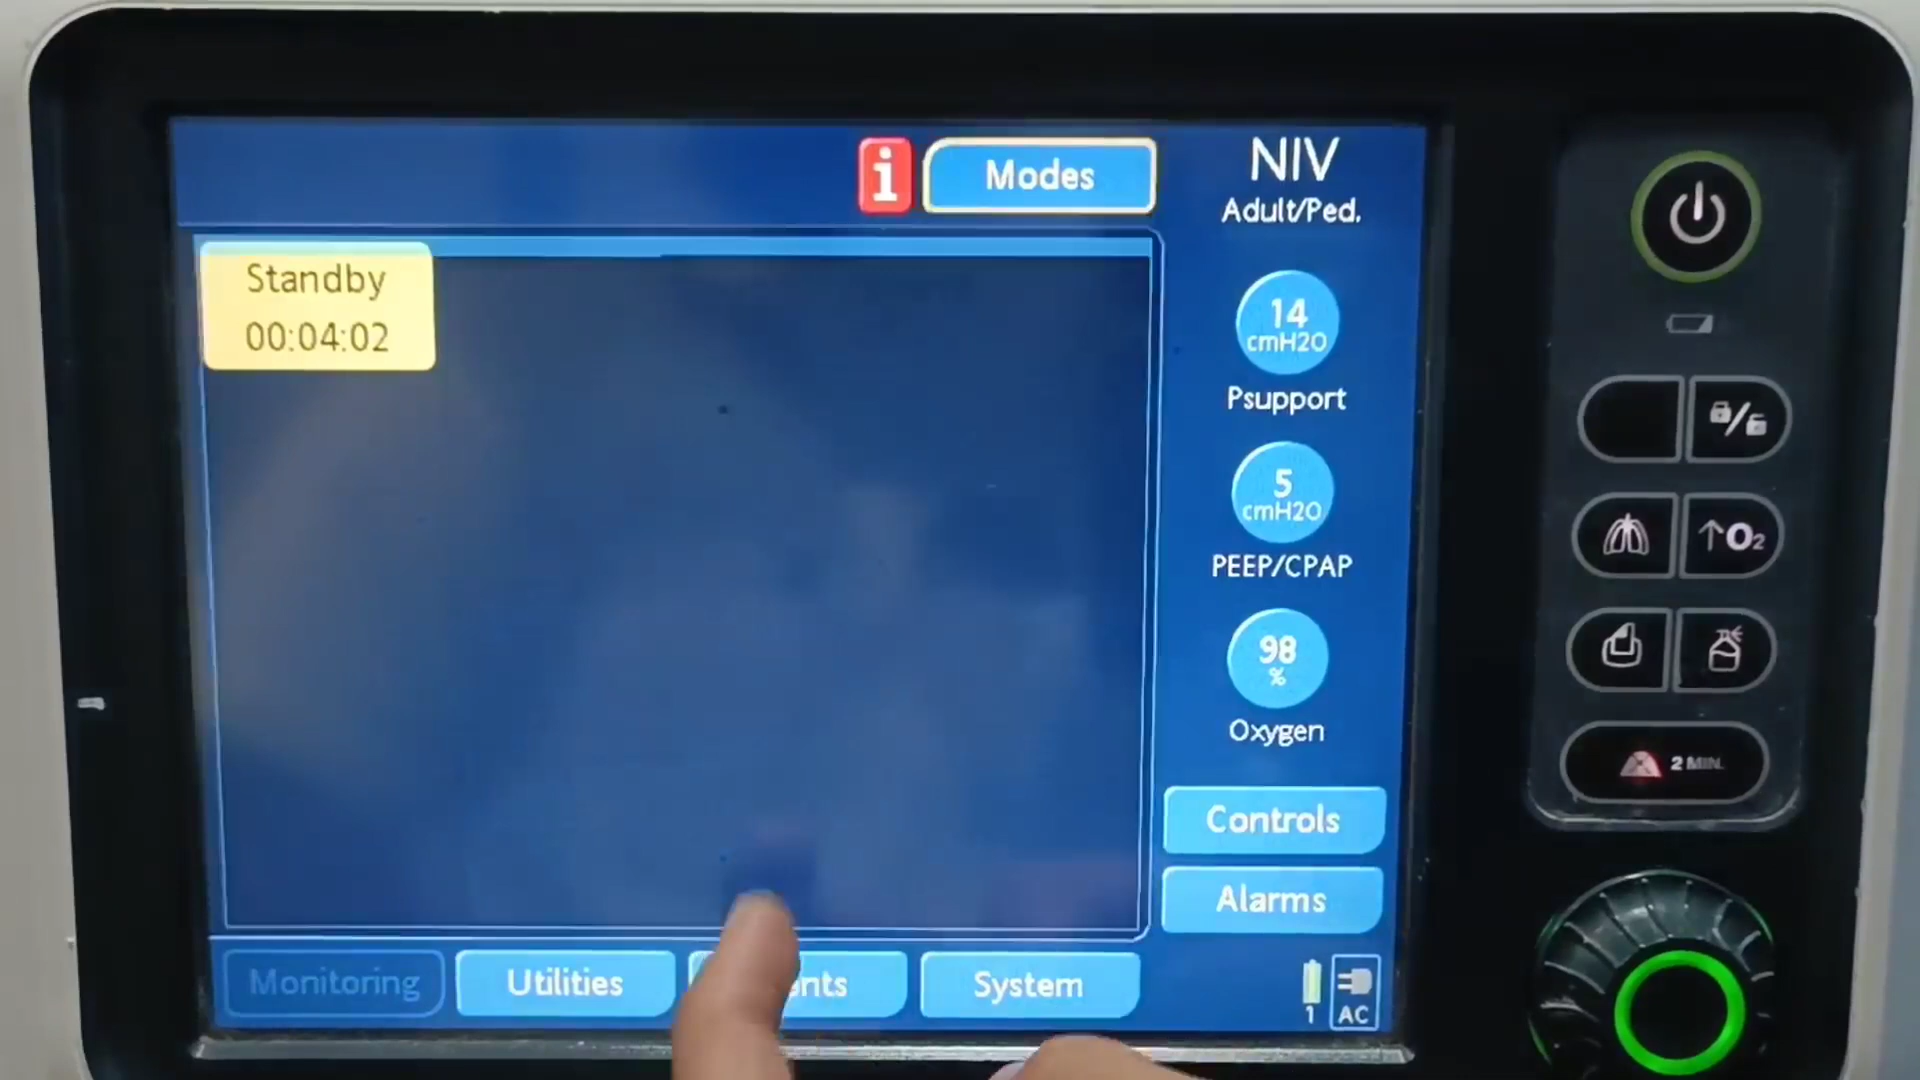 i
Modes
NIV
Adult/Ped.
Standby
00:04:02
14
cmH2O
Psupport
5
cmH2O
PEEP/CPAP
98
%
Oxygen
Controls
Alarms
Monitoring
Utilities
System
1
AC
↑O2
2 MIN.